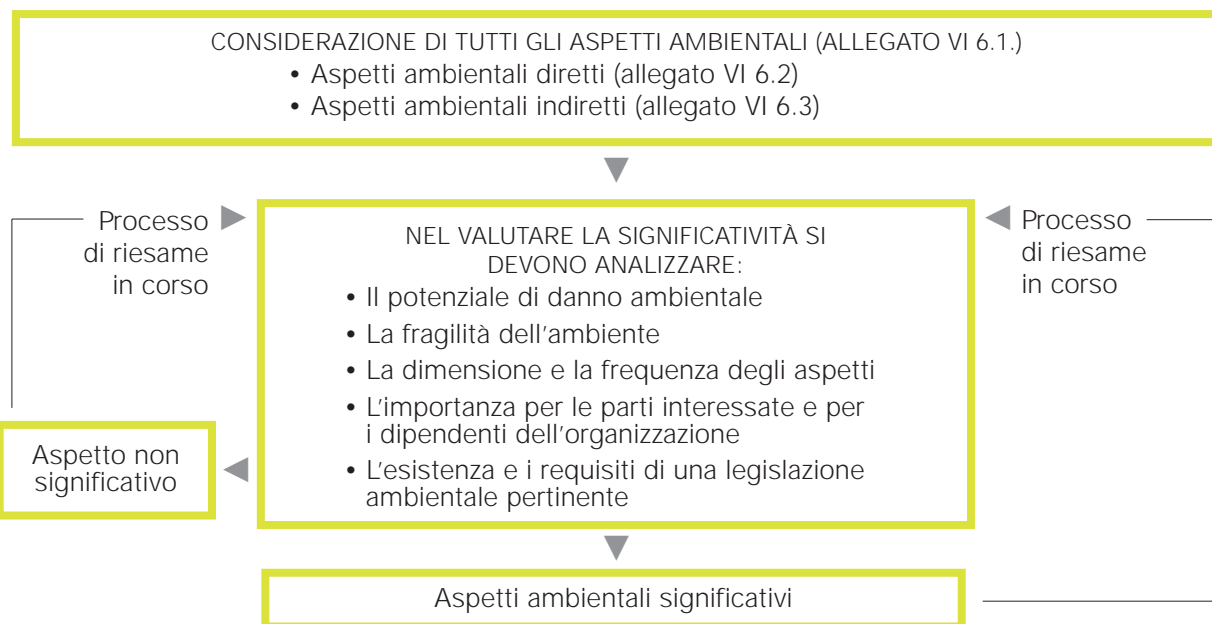 CONSIDERAZIONE DI TUTTI GLI ASPETTI AMBIENTALI (ALLEGATO VI 6.1.)
• Aspetti ambientali diretti (allegato VI 6.2)
• Aspetti ambientali indiretti (allegato VI 6.3)
Processo
di riesame
in corso
NEL VALUTARE LA SIGNIFICATIVITÀ SI
DEVONO ANALIZZARE:
• Il potenziale di danno ambientale
• La fragilità dell'ambiente
• La dimensione e la frequenza degli aspetti
• L'importanza per le parti interessate e per
i dipendenti dell'organizzazione
• L'esistenza e i requisiti di una legislazione
ambientale pertinente
Processo
di riesame
in corso
Aspetto non
significativo
Aspetti ambientali significativi